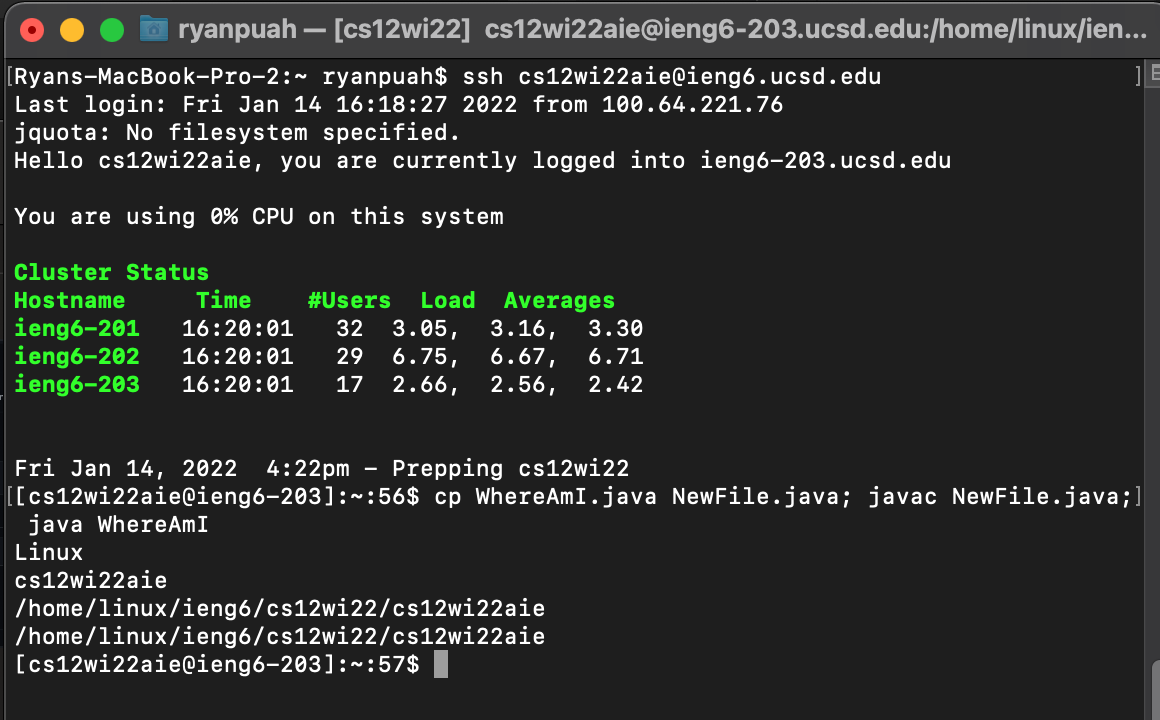 ryanpuah — [cs12wi22]  cs12wi22aie@ieng6-203.ucsd.edu:/home/linux/ien...
[Ryans-MacBook-Pro-2:~ ryanpuah$ ssh cs12wi22aie@ieng6.ucsd.edu ]
Last login: Fri Jan 14 16:18:27 2022 from 100.64.221.76
jquota: No filesystem specified.
Hello cs12wi22aie, you are currently logged into ieng6-203.ucsd.edu
You are using 0% CPU on this system
Cluster Status
Hostname     Time    #Users  Load  Averages
ieng6-201   16:20:01   32  3.05,  3.16,  3.30
ieng6-202   16:20:01   29  6.75,  6.67,  6.71
ieng6-203   16:20:01   17  2.66,  2.56,  2.42
Fri Jan 14, 2022  4:22pm - Prepping cs12wi22
[[cs12wi22aie@ieng6-203]:~:56$ cp WhereAmI.java NewFile.java; javac NewFile.java;]
java WhereAmI
Linux
cs12wi22aie
/home/linux/ieng6/cs12wi22/cs12wi22aie
/home/linux/ieng6/cs12wi22/cs12wi22aie
[cs12wi22aie@ieng6-203]:~:57$